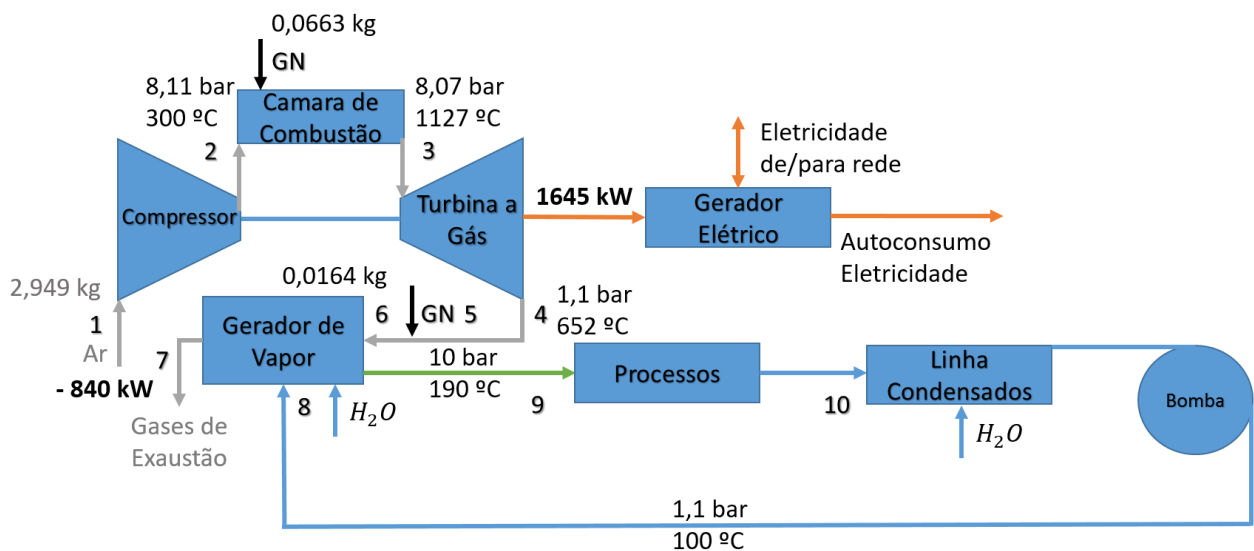 0,0663 kg
GN
8,11 bar
300 ºC
Camara de
Combustão
8,07 bar
1127 ºC
2
3
Compressor
Turbina a
Gás
1645 kW
Gerador
Elétrico
Eletricidade
de/para rede
Autoconsumo
Eletricidade
2,949 kg
1
Ar
- 840 kW
0,0164 kg
6
GN
5
4
1,1 bar
652 ºC
Gerador de
Vapor
7
Gases de
Exaustão
8
H₂O
10 bar
190 ºC
9
Processos
10
Linha
Condensados
H₂O
Bomba
1,1 bar
100 ºC